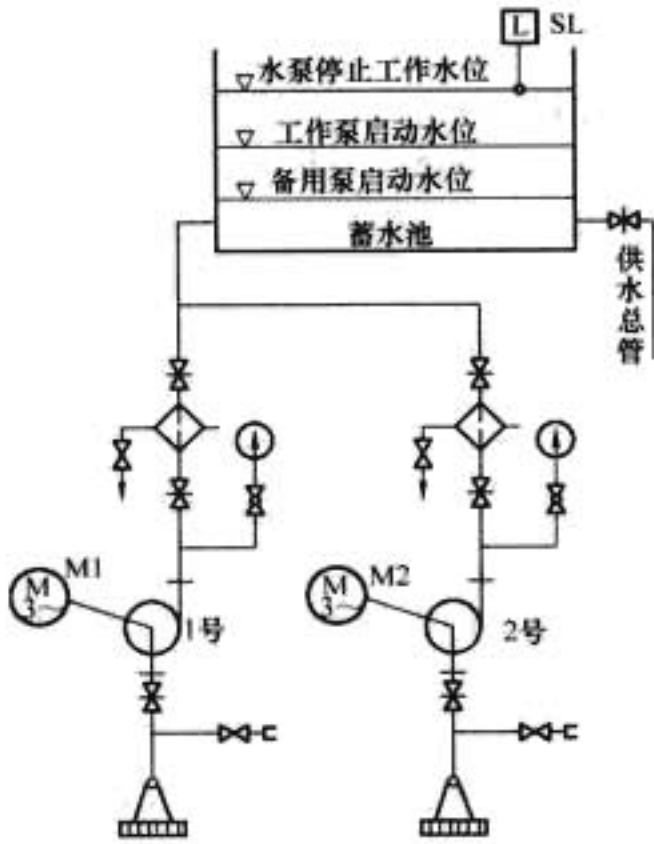 L SL
水泵停止工作水位
工作泵启动水位
备用泵启动水位
蓄水池
供水总管
M
3~
M1
1号
M
3~
M2
2号